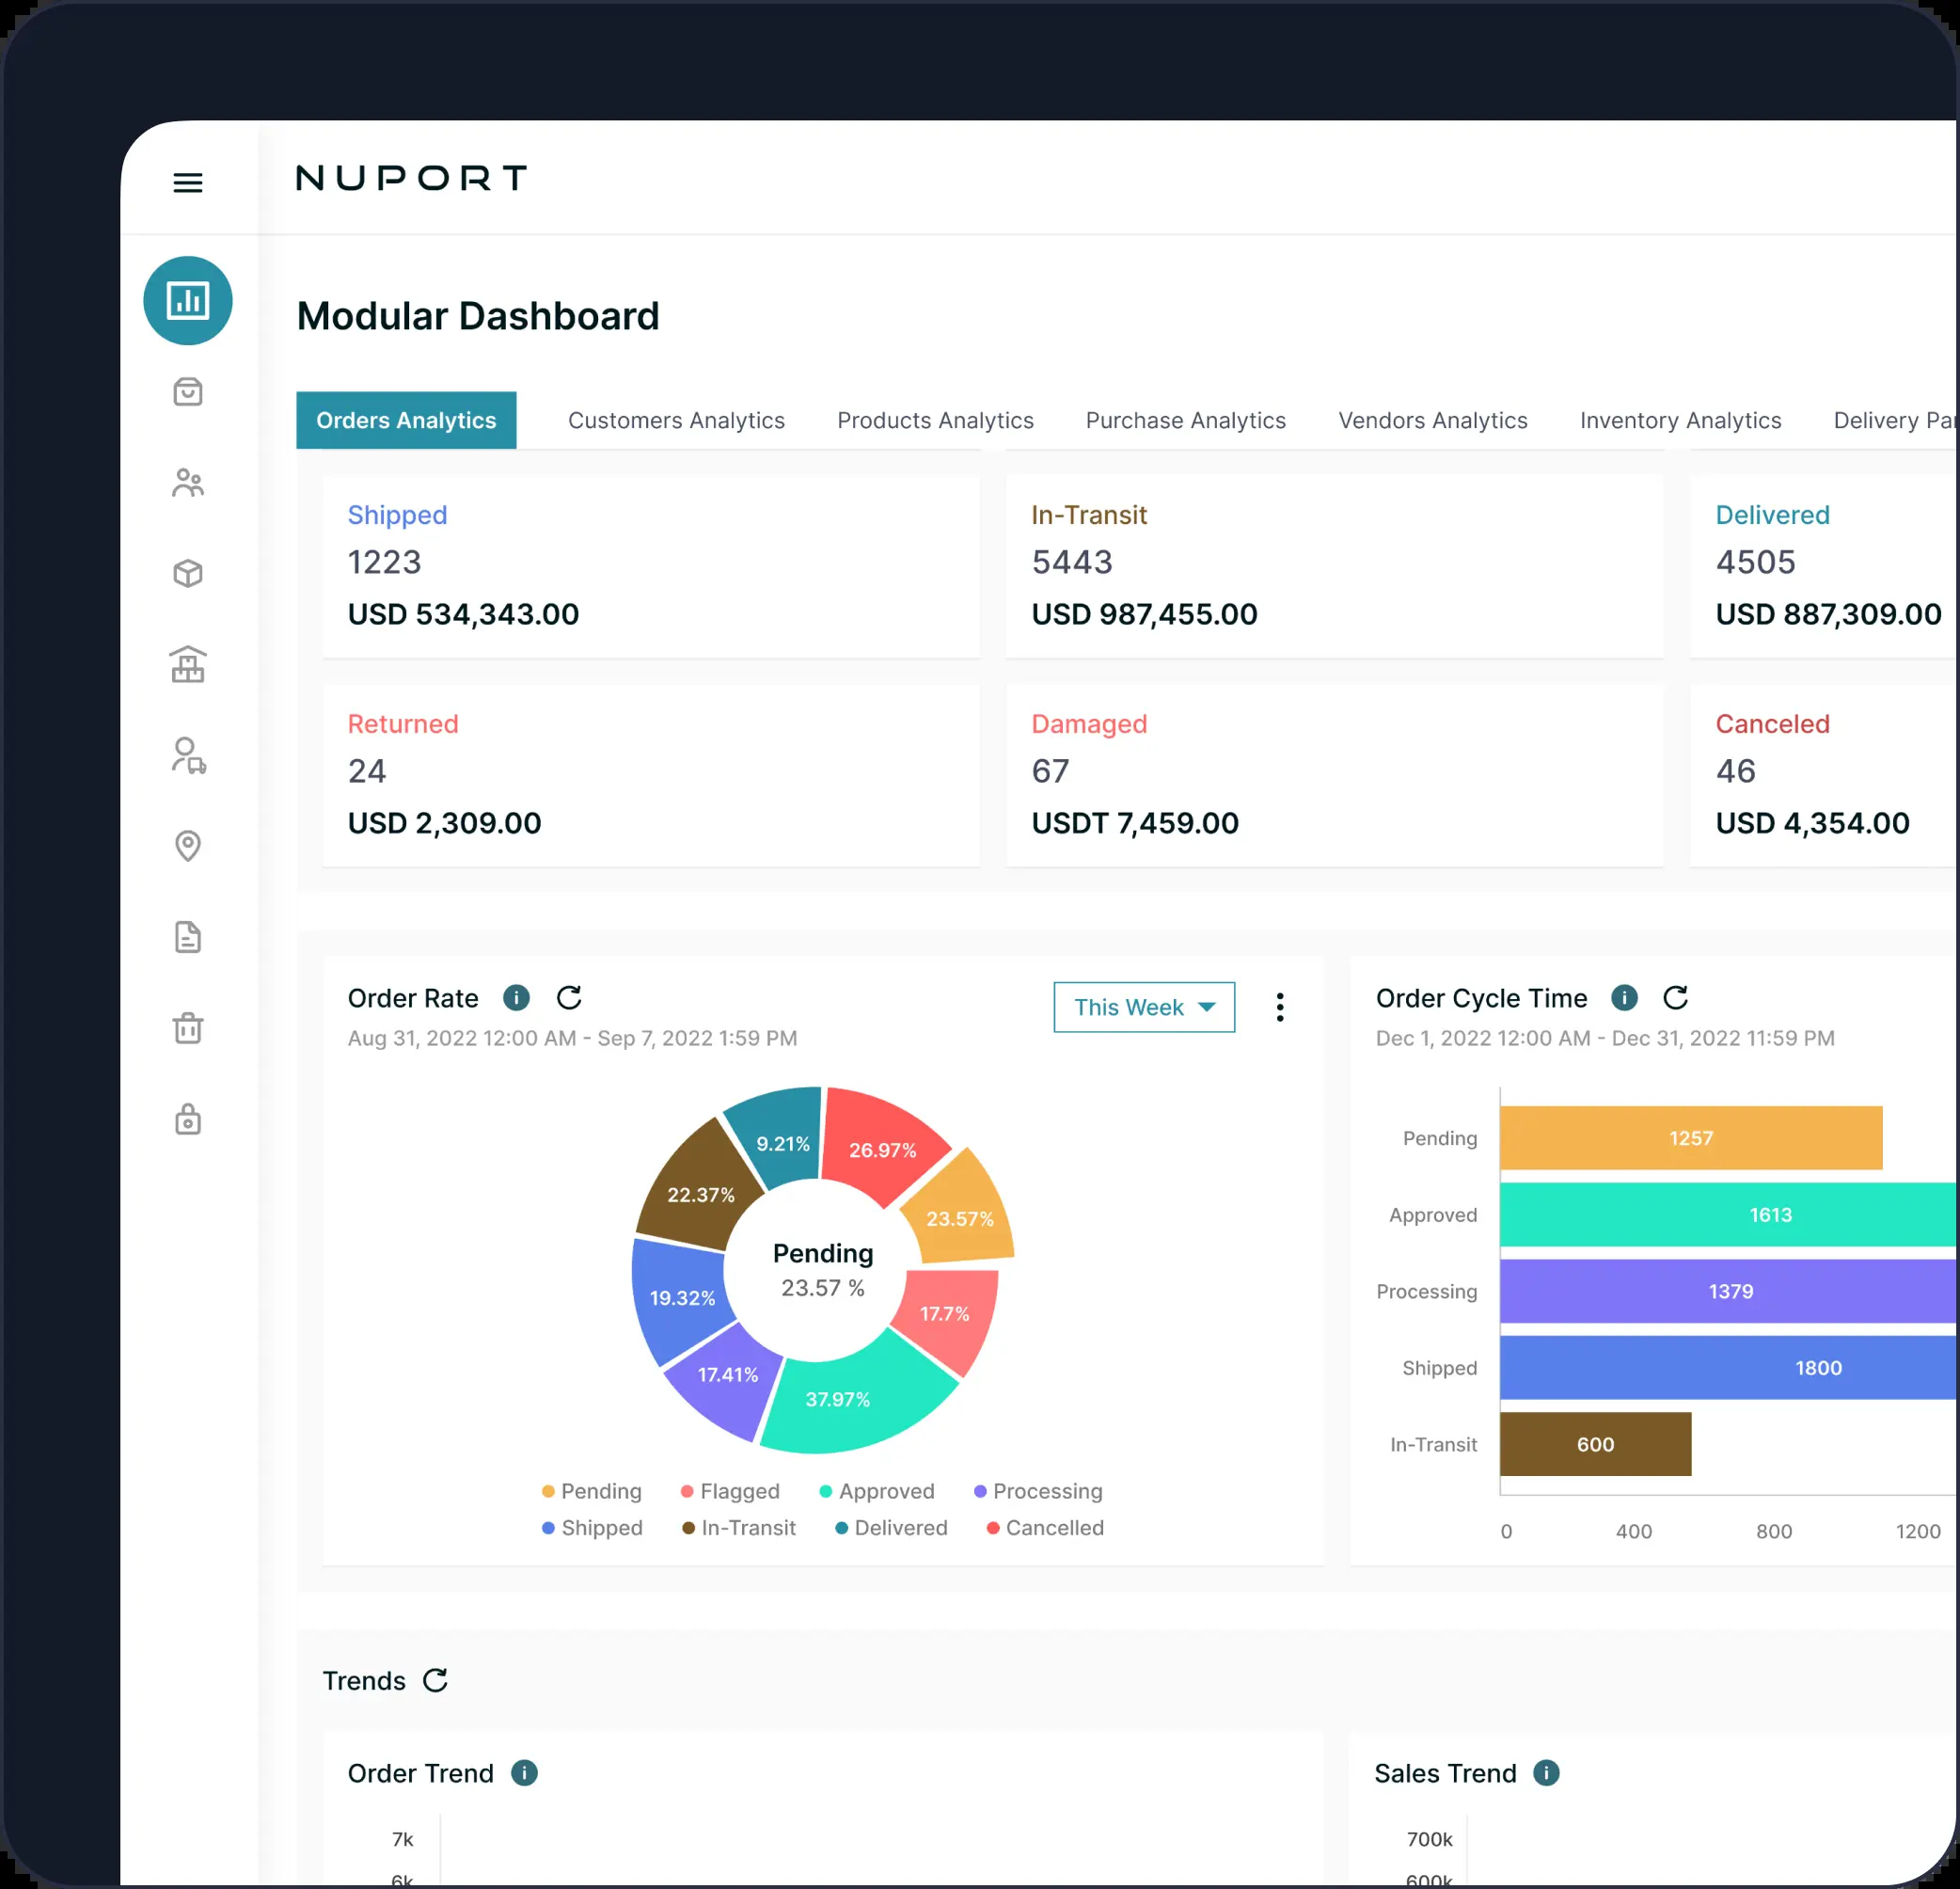 NUPORT
Modular Dashboard
Orders Analytics
Customers Analytics
Products Analytics
Purchase Analytics
Vendors Analytics
Inventory Analytics
Delivery
Shipped
1223
USD 534,343.00
In-Transit
5443
USD 987,455.00
Delivered
4505
USD 887,309.00
Returned
24
USD 2,309.00
Damaged
67
USDT 7,459.00
Canceled
46
USD 4,354.00
Order Rate
Aug 31, 2022 12:00 AM - Sep 7, 2022 1:59 PM
This Week
9.21%
26.97%
22.37%
23.57%
Pending
23.57 %
19.32%
17.7%
17.41%
37.97%
Pending
Flagged
Approved
Processing
Shipped
In-Transit
Delivered
Cancelled
Order Cycle Time
Dec 1, 2022 12:00 AM - Dec 31, 2022 11:59 PM
Pending
1257
Approved
1613
Processing
1379
Shipped
1800
In-Transit
600
0
400
800
1200
Trends
Order Trend
7k
6k
Sales Trend
700k
600k